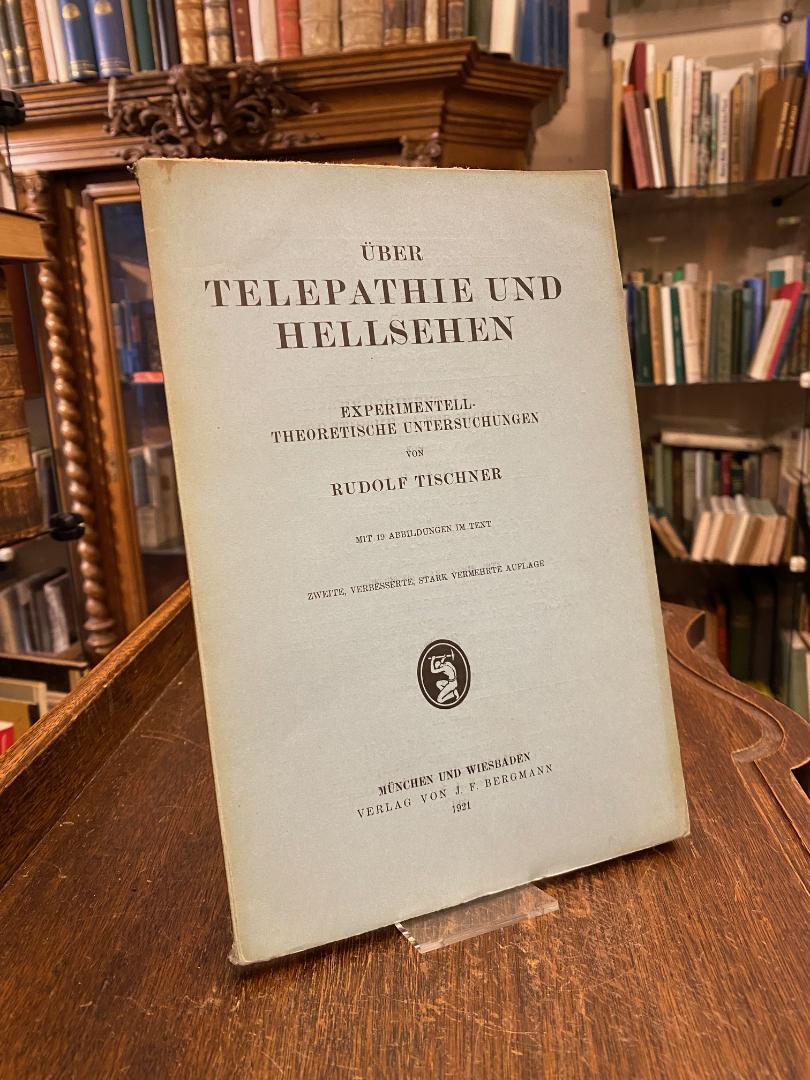 ÜBER
TELEPATHIE UND
HELLSEHEN
EXPERIMENTELL-
THEORETISCHE UNTERSUCHUNGEN
VON
RUDOLF TISCHNER
MIT 19 ABBILDUNGEN IM TEXT
ZWEITE, VERBESSERTE, STARK VERMEHRTE AUFLAGE
MÜNCHEN UND WIESBADEN
VERLAG VON J. F. BERGMANN
1921